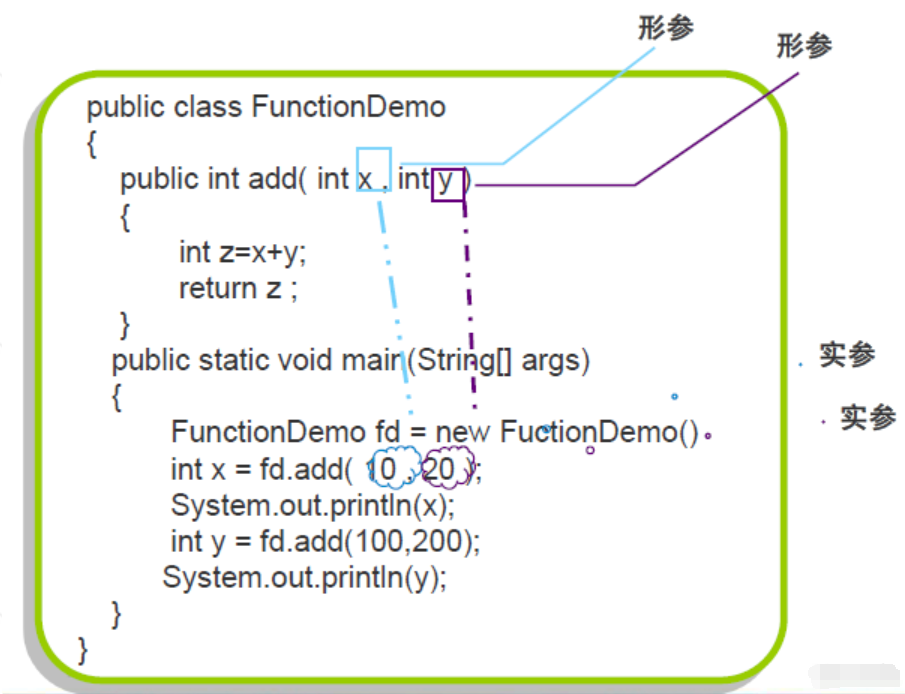 形参
形参
public class FunctionDemo
{
public int add( int x , int y )
{
int z=x+y;
return z ;
}
public static void main(String[] args)
实参
{
实参
FunctionDemo fd = new FuctionDemo()
int x = fd.add( 10 , 20 );
System.out.println(x);
int y = fd.add(100,200);
System.out.println(y);
}
}